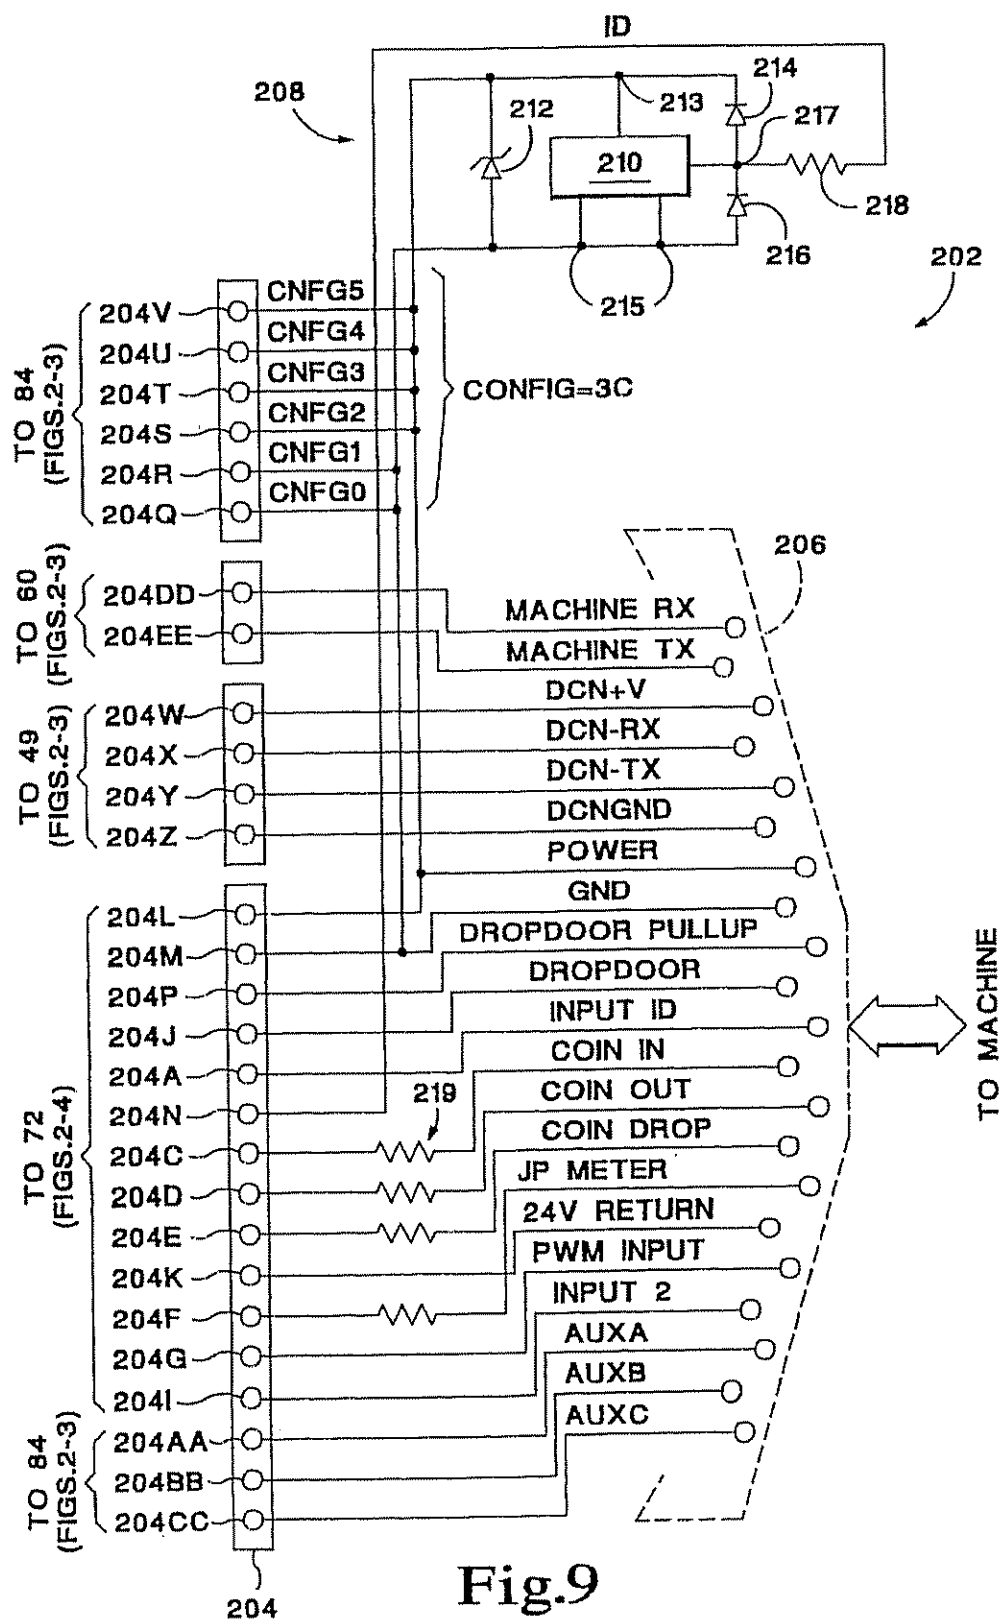 ID
208
212
213
214
217
210
218
216
215
202
TO 84
(FIGS.2-3)
204V
CNFG5
204U
CNFG4
204T
CNFG3
204S
CNFG2
204R
CNFG1
204Q
CNFG0
CONFIG=3C
206
TO 60
(FIGS.2-3)
204DD
MACHINE RX
204EE
MACHINE TX
TO 49
(FIGS.2-3)
204W
DCN+V
204X
DCN-RX
204Y
DCN-TX
204Z
DCNGND
POWER
TO 72
(FIGS.2-4)
204L
GND
204M
DROPDOOR PULLUP
204P
DROPDOOR
204J
INPUT ID
204A
COIN IN
204N
219
COIN OUT
204C
COIN DROP
204D
JP METER
204E
24V RETURN
204K
PWM INPUT
204F
INPUT 2
204G
AUXA
204I
AUXB
TO 84
(FIGS.2-3)
204AA
AUXC
204BB
204CC
TO MACHINE
204
Fig.9